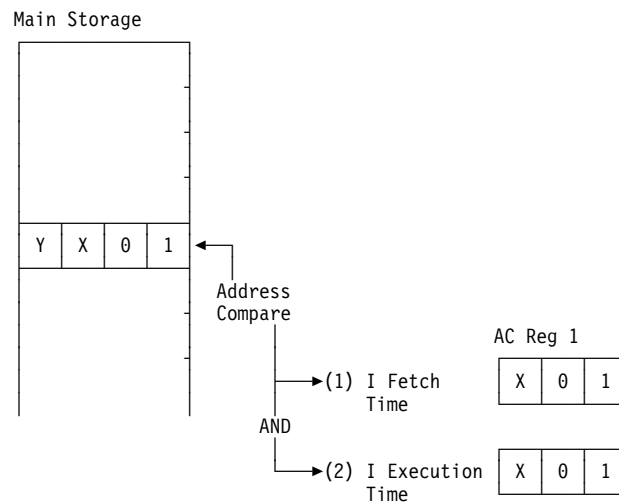 Main Storage
Y X 0 1
Address
Compare
AC Reg 1
(1) I Fetch
Time
X 0 1
AND
(2) I Execution
Time
X 0 1